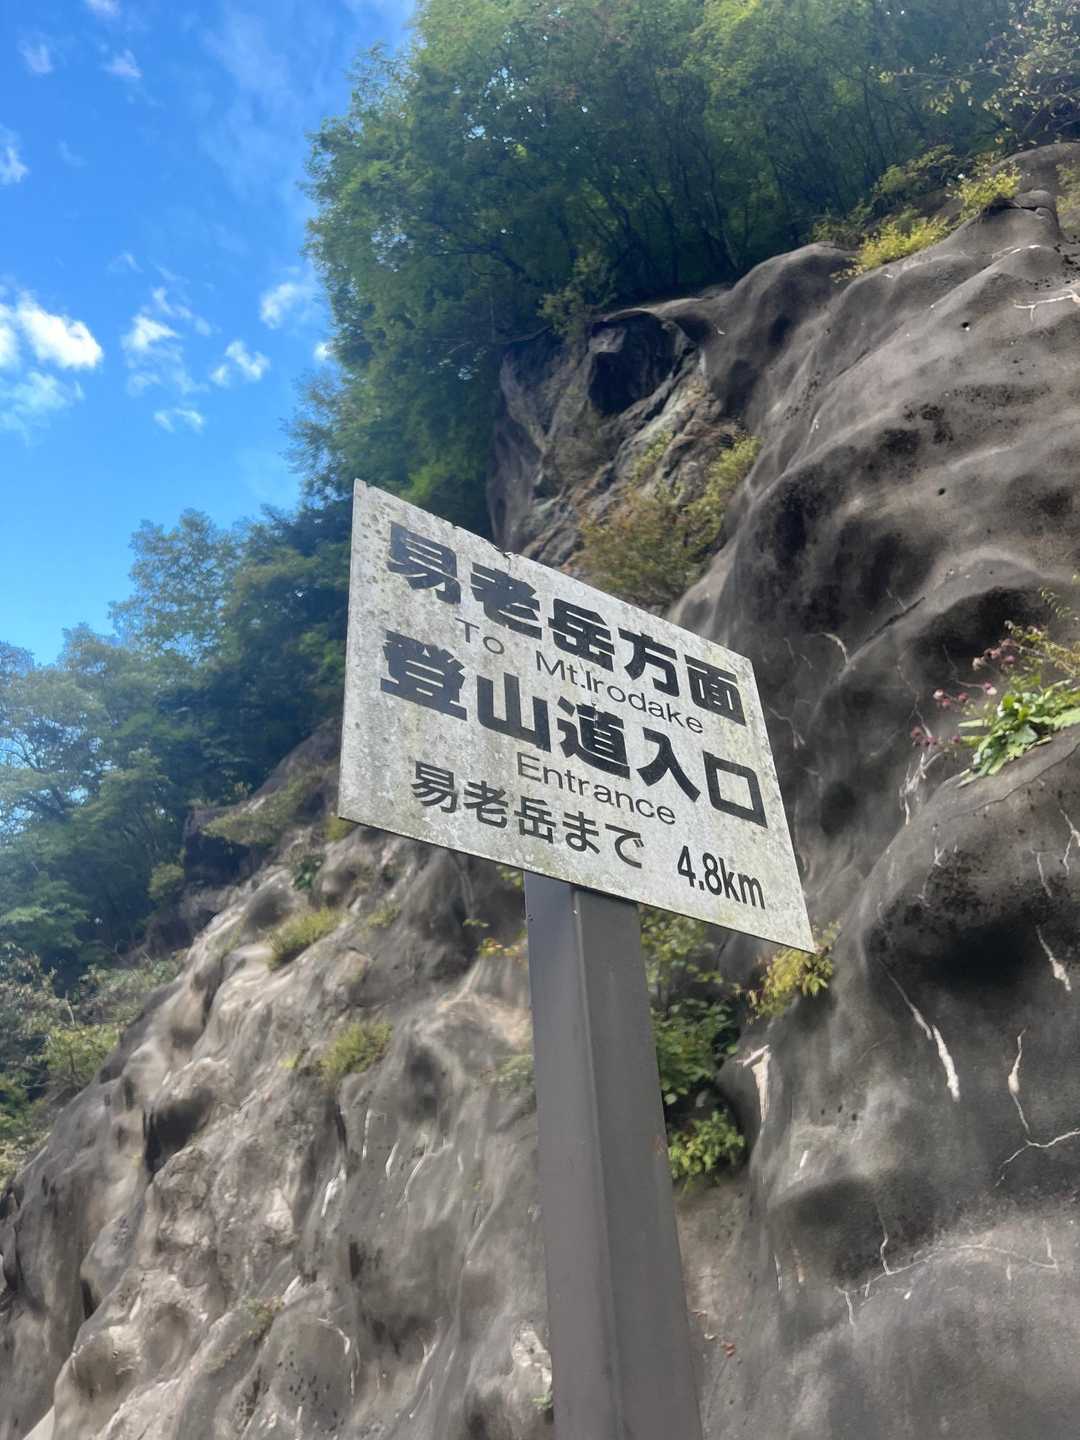 易老岳方面
To Mt.Irodake
登山道入口
Entrance
易老岳まで 4.8km